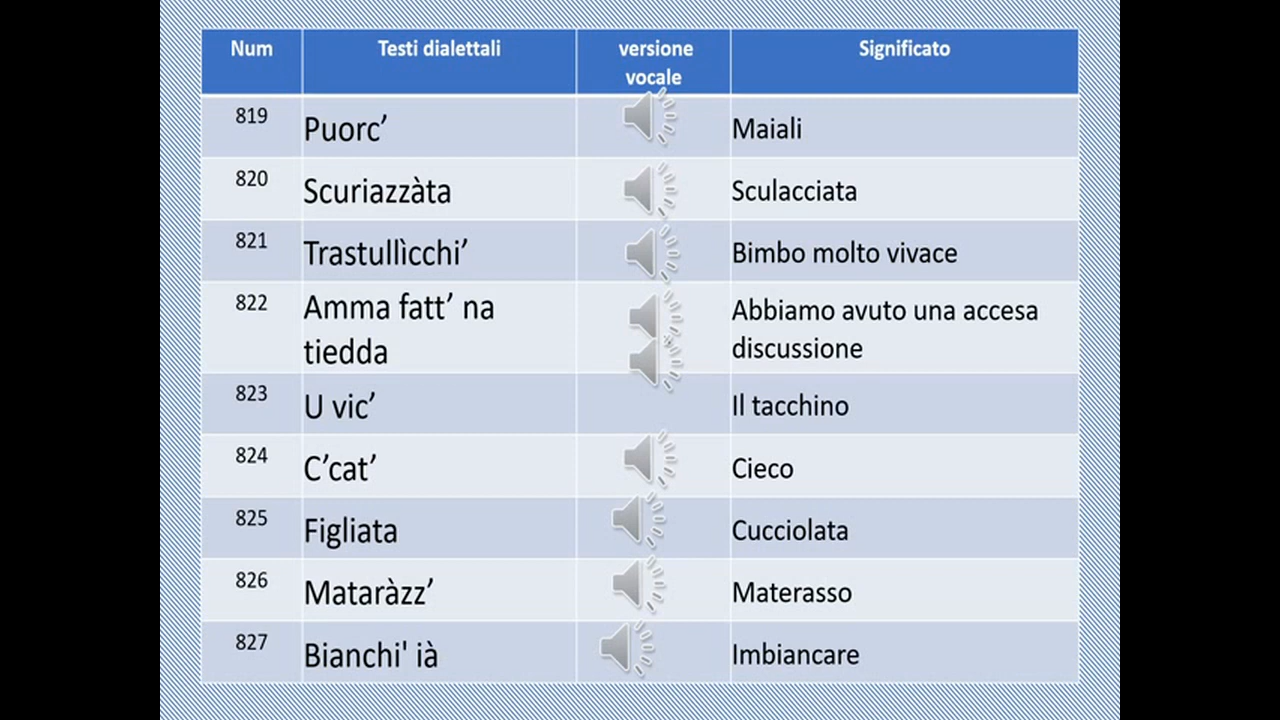 Num Testi dialettali versione vocale Significato
819 Puorc’ Maiali
820 Scuriazzàta Sculacciata
821 Trastullìcchi’ Bimbo molto vivace
822 Amma fatt’ na tiedda Abbiamo avuto una accesa discussione
823 U vic’ Il tacchino
824 C’cat’ Cieco
825 Figliata Cucciolata
826 Mataràzz’ Materasso
827 Bianchi' ià Imbiancare